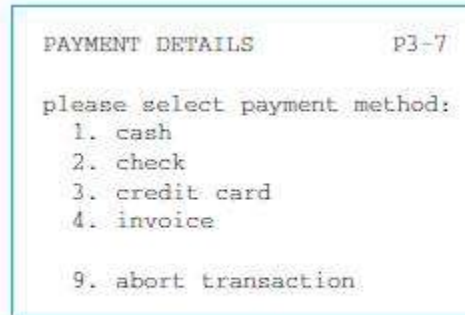 PAYMENT DETAILS P3-7
please select payment method:
1. cash
2. check
3. credit card
4. invoice
9. abort transaction